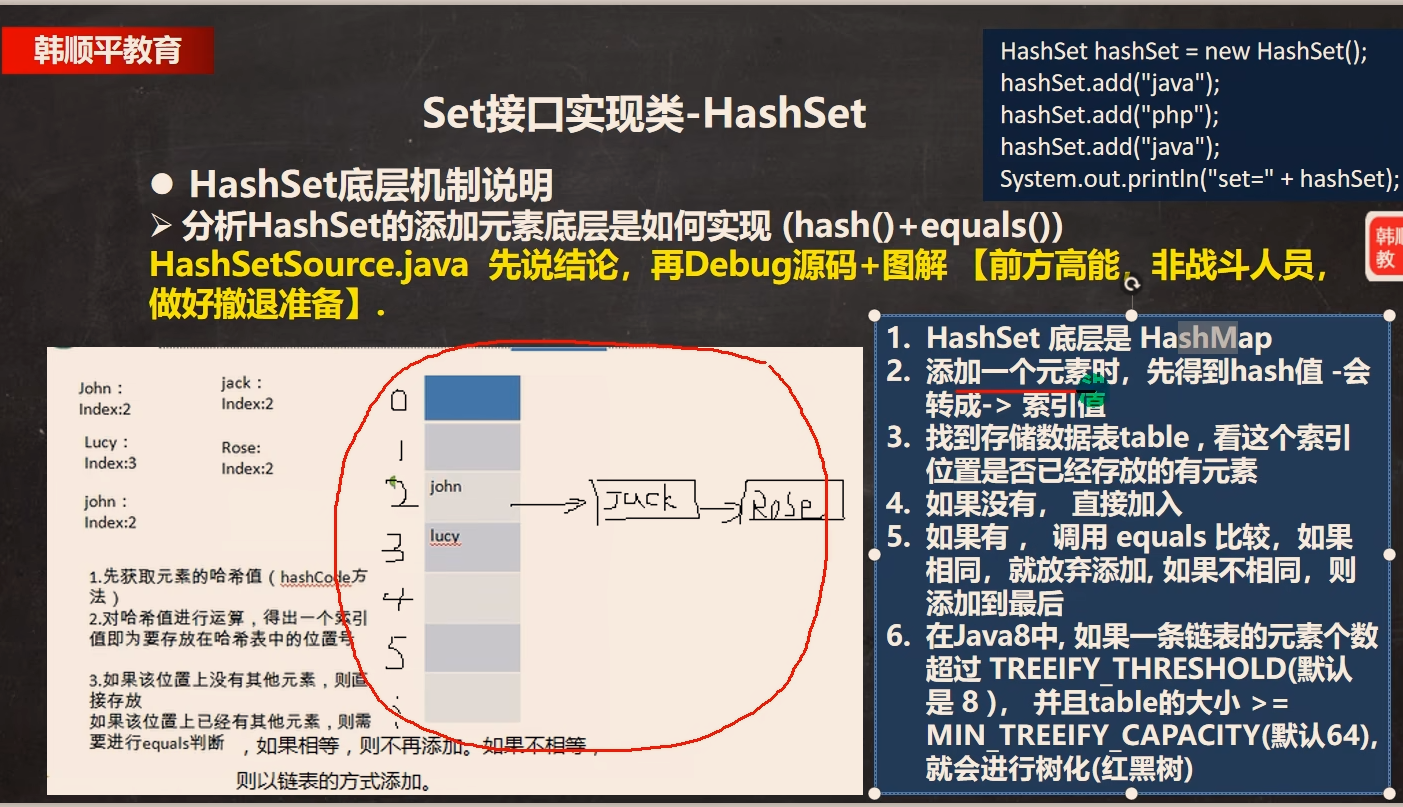 韩顺平教育
HashSet hashSet = new HashSet();
hashSet.add("java");
hashSet.add("php");
hashSet.add("java");
System.out.println("set=" + hashSet);
Set接口实现类-HashSet
● HashSet底层机制说明
➢ 分析HashSet的添加元素底层是如何实现 (hash()+equals())
HashSetSource.java 先说结论，再Debug源码+图解 【前方高能，非战斗人员，
做好撤退准备】.
韩顺
教
John：
Index:2
jack：
Index:2
Lucy：
Index:3
Rose:
Index:2
john：
Index:2
1.先获取元素的哈希值（hashCode方
法）
2.对哈希值进行运算，得出一个索引
值即为要存放在哈希表中的位置号
3.如果该位置上没有其他元素，则直
接存放
如果该位置上已经有其他元素，则需
要进行equals判断 ，如果相等，则不再添加。如果不相等，
则以链表的方式添加。
0
1
2
3
4
5
john
Jack
Rose
lucy
1. HashSet 底层是 HashMap
2. 添加一个元素时，先得到hash值 -会
转成-> 索引值
3. 找到存储数据表table , 看这个索引
位置是否已经存放的有元素
4. 如果没有， 直接加入
5. 如果有 ， 调用 equals 比较，如果
相同，就放弃添加, 如果不相同，则
添加到最后
6. 在Java8中, 如果一条链表的元素个数
超过 TREEIFY_THRESHOLD(默认
是 8 )， 并且table的大小 >=
MIN_TREEIFY_CAPACITY(默认64),
就会进行树化(红黑树)